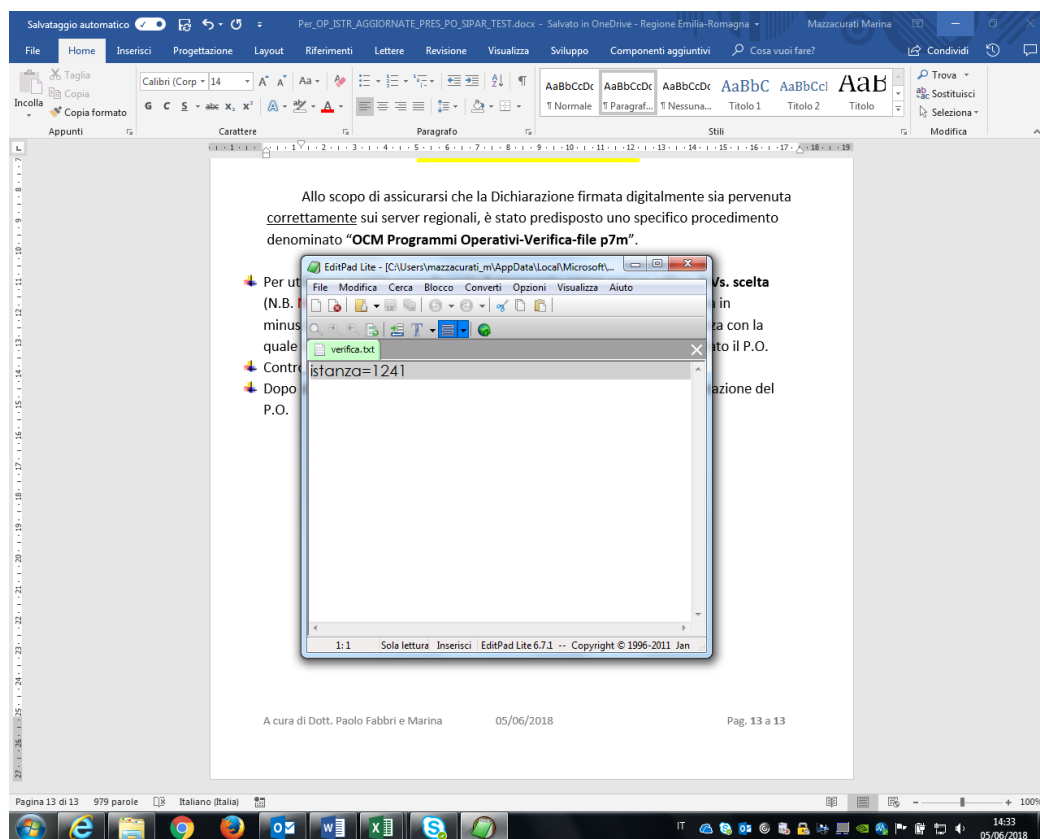 Salvataggio automatico
Per_OP_ISTR_AGGIORNATE_PRES_PO_SIPAR_TEST.docx - Salvato in OneDrive - Regione Emilia-Romagna
Mazzacurati Marina
File Home Inserisci Progettazione Layout Riferimenti Lettere Revisione Visualizza Sviluppo Componenti aggiuntivi Cosa vuoi fare? Condividi
Incolla
Taglia
Copia
Copia formato
Calibri (Corp 14
G C S abc x₂ x²
AaBbCcDc AaBbCcDc AaBbCcDc AaBbC AaBbCcI AaB
¶ Normale ¶ Paragraf... ¶ Nessuna... Titolo 1 Titolo 2 Titolo
Trova
Sostituisci
Seleziona
Appunti Carattere Paragrafo Stili Modifica
Allo scopo di assicurarsi che la Dichiarazione firmata digitalmente sia pervenuta
correttamente sui server regionali, è stato predisposto uno specifico procedimento
denominato “OCM Programmi Operativi-Verifica-file p7m”.
EditPad Lite - [C:\Users\mazzacurati_m\AppData\Local\Microsoft\...
File Modifica Cerca Blocco Converti Opzioni Visualizza Aiuto
verifica.txt
istanza=1241
1: 1 Sola lettura Inserisci EditPad Lite 6.7.1 -- Copyright © 1996-2011 Jan
Per ut
Vs. scelta
(N.B.
in
minus
za con la
quale
ato il P.O.
Contro
Dopo
azione del
P.O.
A cura di Dott. Paolo Fabbri e Marina 05/06/2018 Pag. 13 a 13
Pagina 13 di 13 979 parole Italiano (Italia) 100%
IT
14:33
05/06/2018